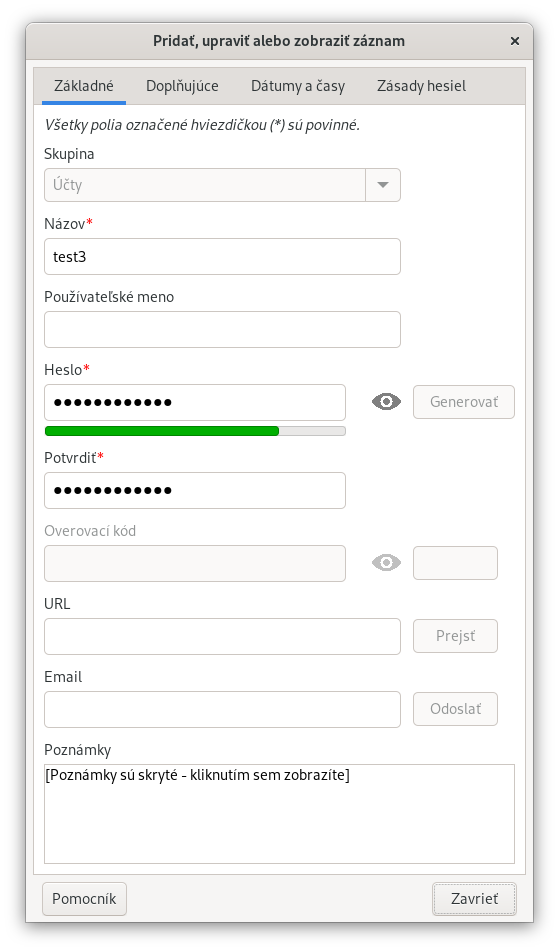 Pridať, upraviť alebo zobraziť záznam
Základné Doplňujúce Dátumy a časy Zásady hesiel
Všetky polia označené hviezdičkou (*) sú povinné.
Skupina
Účty
Názov*
test3
Používateľské meno
Heslo*
●●●●●●●●●●●● Generovať
Potvrdiť*
●●●●●●●●●●●●
Overovací kód
URL
Prejsť
Email
Odoslať
Poznámky
[Poznámky sú skryté - kliknutím sem zobrazíte]
Pomocník Zavrieť